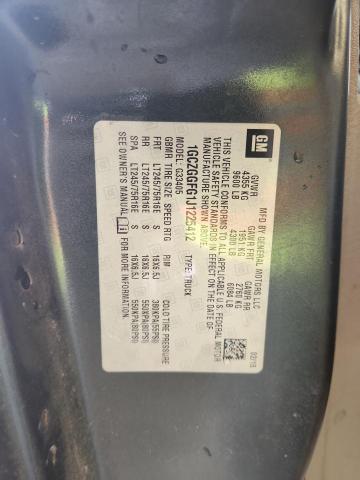 GM
MFD BY GENERAL MOTORS LLC
GVWR GAWR FRT GAWR RR
4355 KG 1951 KG 2760 KG
9600 LB 4300 LB 6084 LB
THIS VEHICLE CONFORMS TO ALL APPLICABLE U.S. FEDERAL MOTOR
VEHICLE SAFETY STANDARDS IN EFFECT ON THE DATE OF
MANUFACTURE SHOWN ABOVE.
02/18
1GCZGGFG1J1225412 TYPE: TRUCK
MODEL: G33405
GBMR TIRE SIZE SPEED RTG RIM COLD TIRE PRESSURE
FRT LT245/75R16E S 16X6.5J 380KPA(55PSI)
RR LT245/75R16E S 16X6.5J 550KPA(80PSI)
SPA LT245/75R16E S 16X6.5J 550KPA(80PSI)
SEE OWNER'S MANUAL FOR MORE INFORMATION.